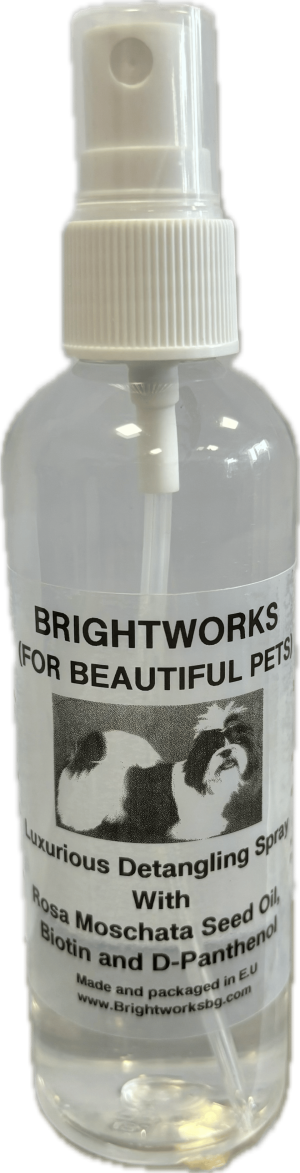 BRIGHTWORKS
(FOR BEAUTIFUL PETS)
Luxurious Detangling Spray
With
Rosa Moschata Seed Oil,
Biotin and D-Panthenol
Made and packaged in E.U
www.Brightworksbg.com